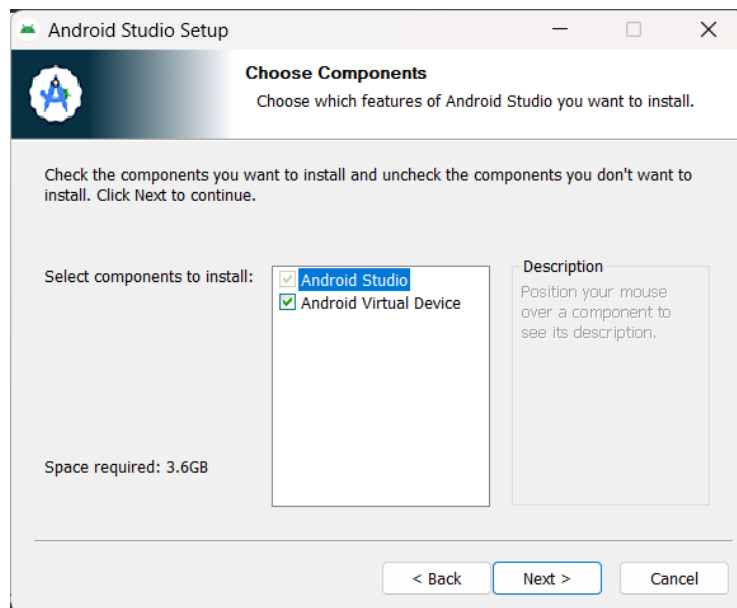 Android Studio Setup
Choose Components
Choose which features of Android Studio you want to install.
Check the components you want to install and uncheck the components you don't want to
install. Click Next to continue.
Select components to install:
Android Studio
Android Virtual Device
Description
Position your mouse
over a component to
see its description.
Space required: 3.6GB
< Back
Next >
Cancel